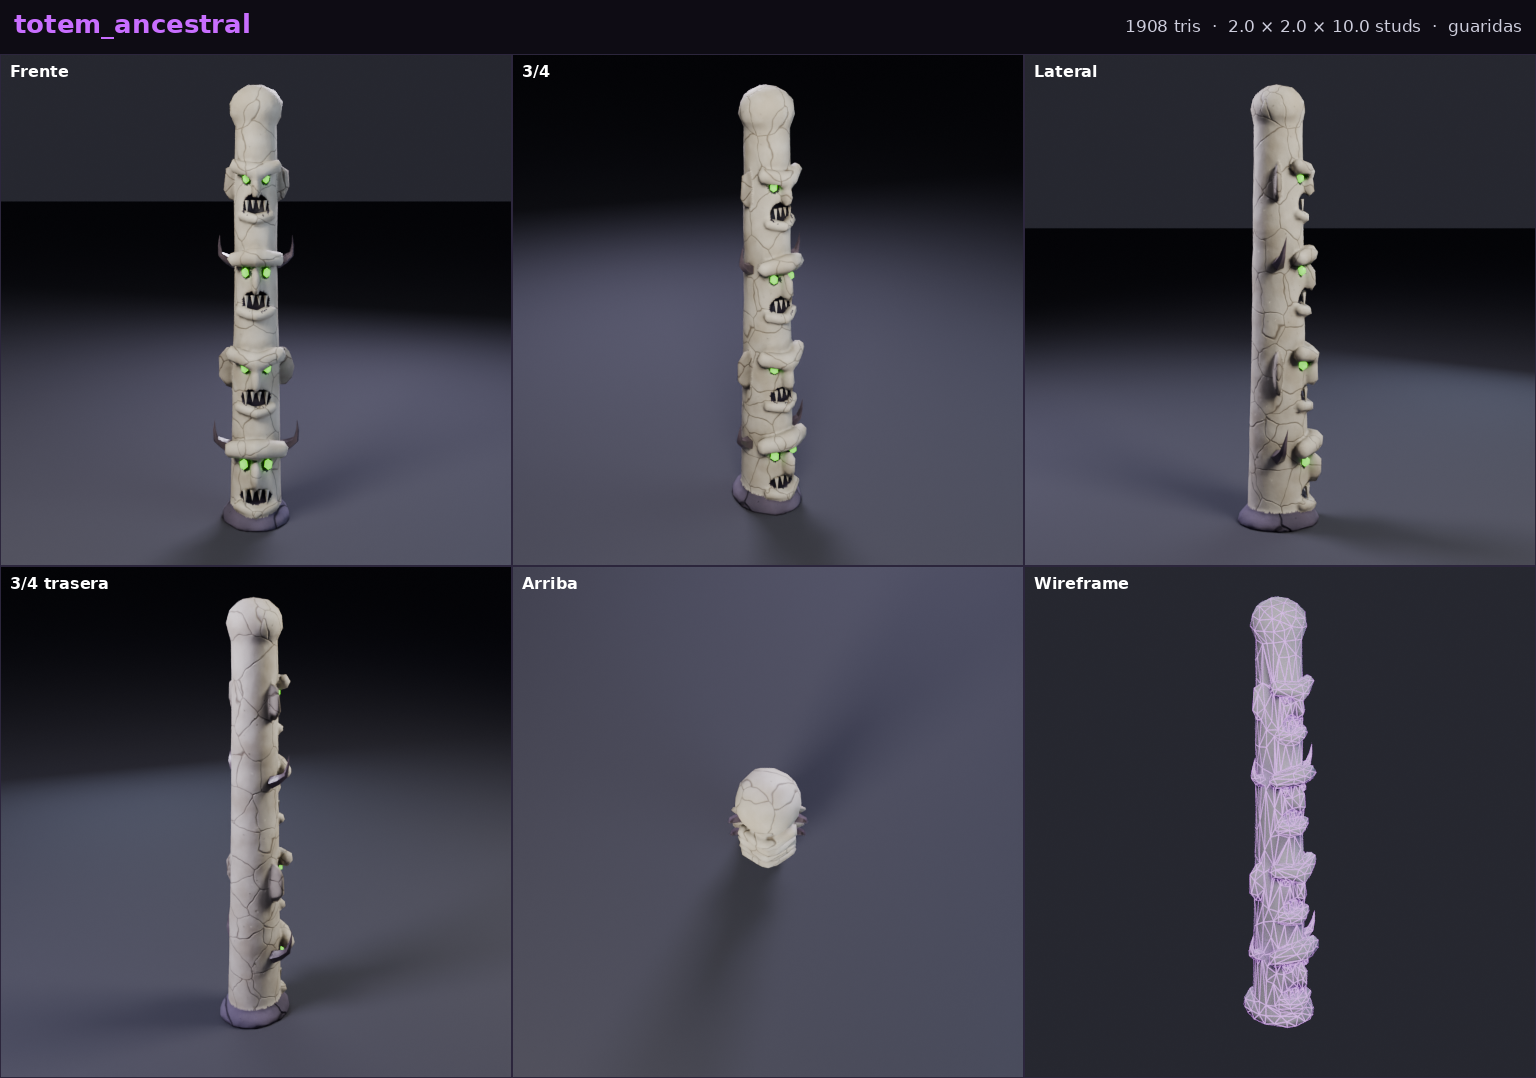 totem_ancestral
1908 tris · 2.0 × 2.0 × 10.0 studs · guaridas
Frente
3/4
Lateral
3/4 trasera
Arriba
Wireframe